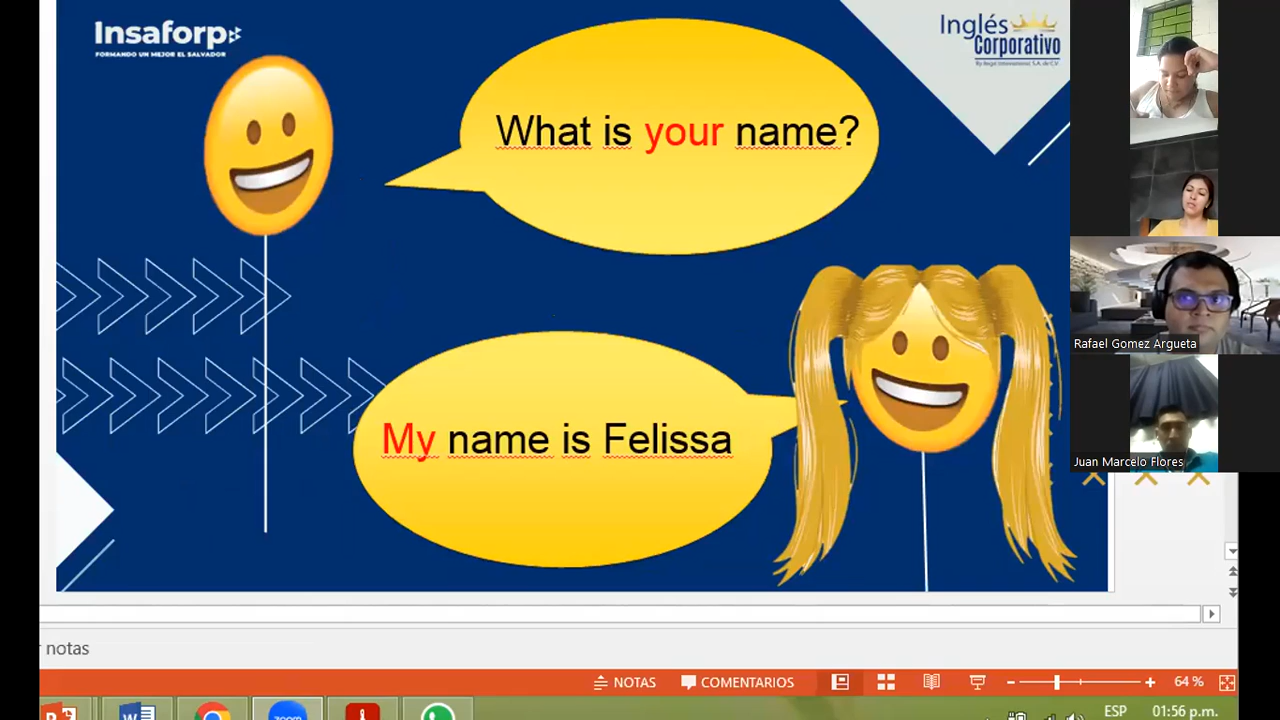 Insaforp
FORMANDO UN MEJOR EL SALVADOR
Inglés
Corporativo
What is your name?
My name is Felissa
Rafael Gomez Argueta
Juan Marcelo Flores
notas
NOTAS
COMENTARIOS
64 %
zoom
ESP
01:56 p.m.